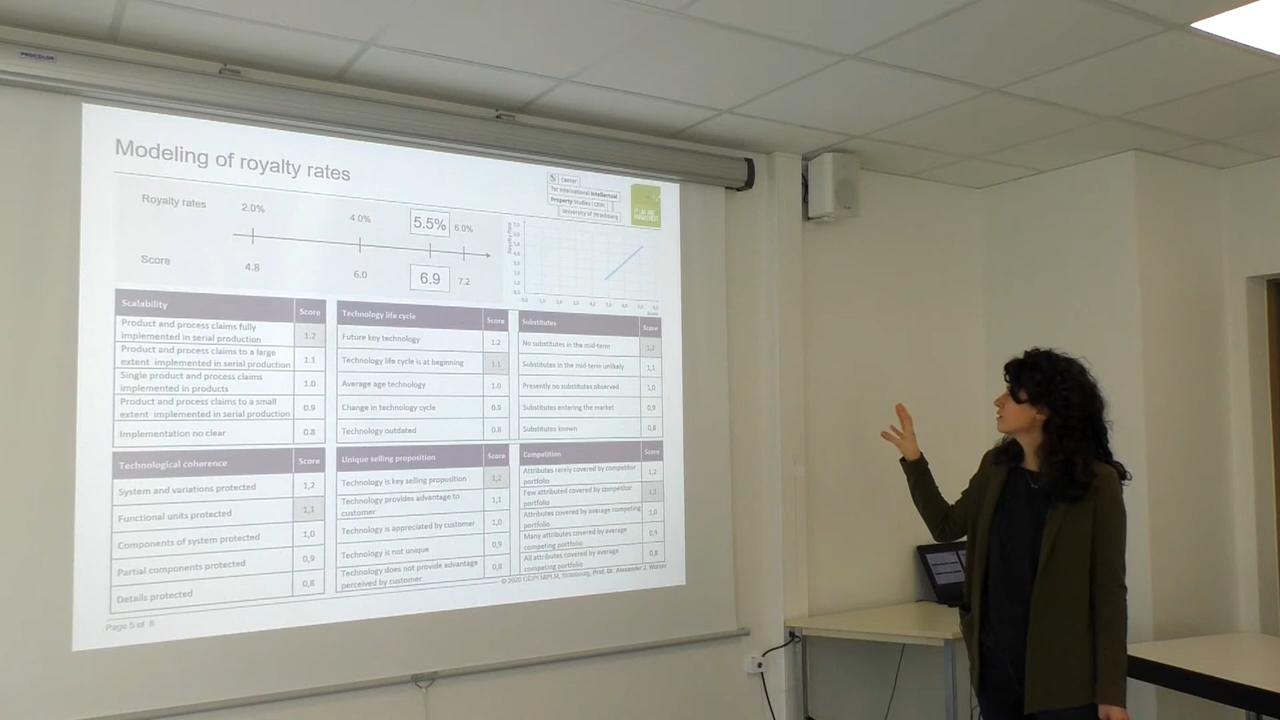 PROCOLOR
Modeling of royalty rates
CENTER
for International Intellectual
Property Studies | CEIPI
University of Strasbourg
IP LAW AND
MANAGEMENT
Royalty rates
2.0%
4.0%
5.5%
6.0%
Score
4.8
6.0
6.9
7.2
Royalty Rate
Score
Scalability Score
Product and process claims fully
implemented in serial production 1.2
Product and process claims to a large
extent implemented in serial production 1.1
Single product and process claims
implemented in products 1.0
Product and process claims to a small
extent implemented in serial production 0.9
Implementation no clear 0.8
Technology life cycle Score
Future key technology 1.2
Technology life cycle is at beginning 1.1
Average age technology 1.0
Change in technology cycle 0.9
Technology outdated 0.8
Substitutes Score
No substitutes in the mid-term 1,2
Substitutes in the mid-term unlikely 1,1
Presently no substitutes observed 1,0
Substitutes entering the market 0,9
Substitutes known 0,8
Technological coherence Score
System and variations protected 1,2
Functional units protected 1,1
Components of system protected 1,0
Partial components protected 0,9
Details protected 0,8
Unique selling proposition Score
Technology is key selling proposition 1,2
Technology provides advantage to
customer 1,1
Technology is appreciated by customer 1,0
Technology is not unique 0,9
Technology does not provide advantage
perceived by customer 0,8
Competition Score
Attributes rarely covered by competitor
portfolio 1,2
Few attributed covered by competitor
portfolio 1,1
Attributes covered by average competing
portfolio 1,0
Many attributes covered by average
competing portfolio 0,9
All attributes covered by average
competing portfolio 0,8
© 2020 CEIPI MIPLM, Strasbourg, Prof. Dr. Alexander J. Wurzer
Page 5 of 8